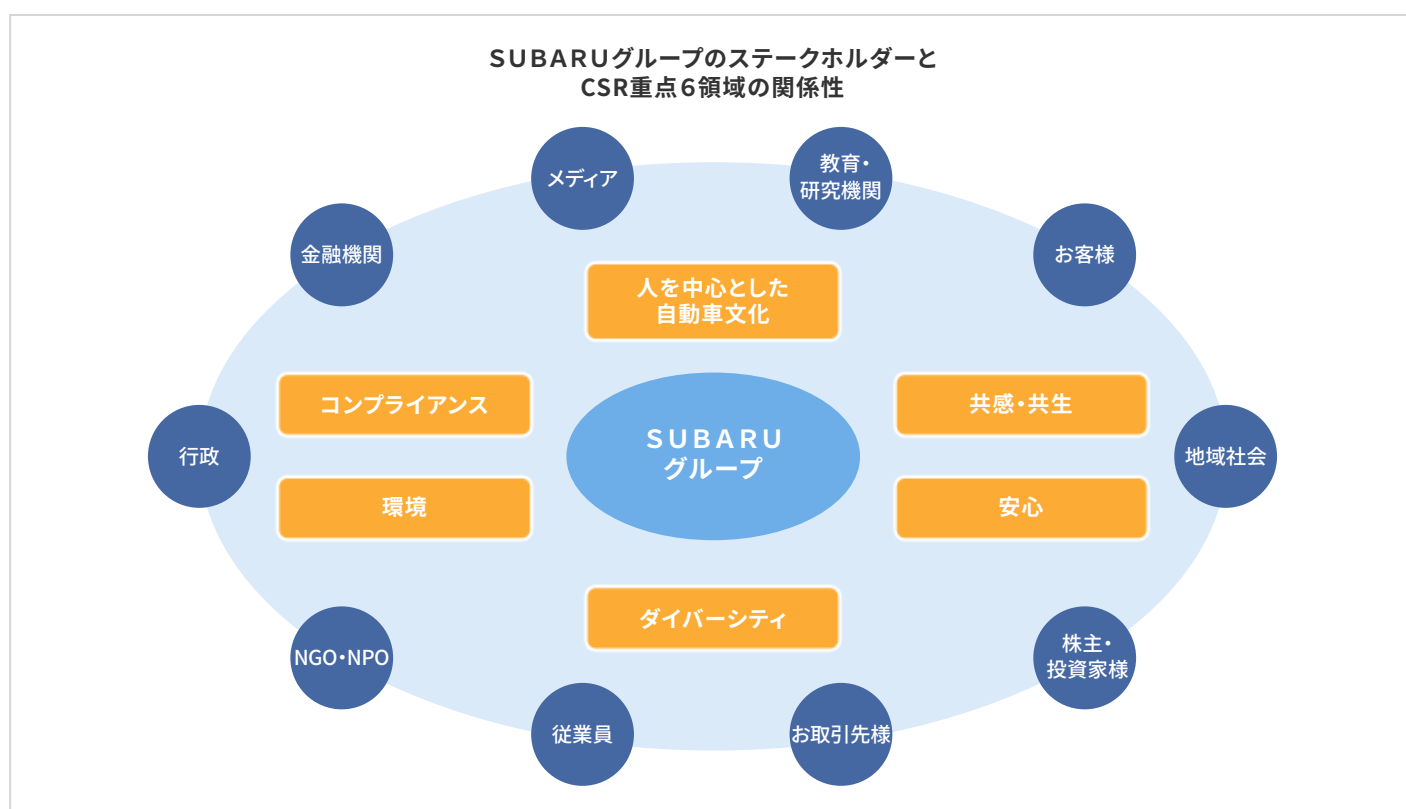 SUBARUグループのステークホルダーと
CSR重点6領域の関係性
メディア
教育・
研究機関
金融機関
お客様
人を中心とした
自動車文化
コンプライアンス
共感・共生
SUBARU
グループ
行政
地域社会
環境
安心
ダイバーシティ
NGO・NPO
株主・
投資家様
従業員
お取引先様